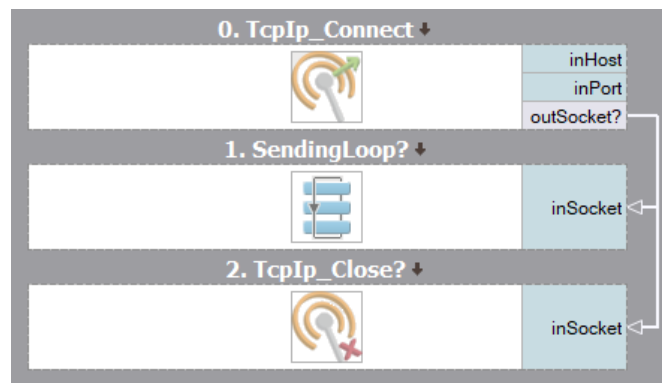 0. TcpIp_Connect
inHost
inPort
outSocket?
1. SendingLoop?
inSocket
2. TcpIp_Close?
inSocket